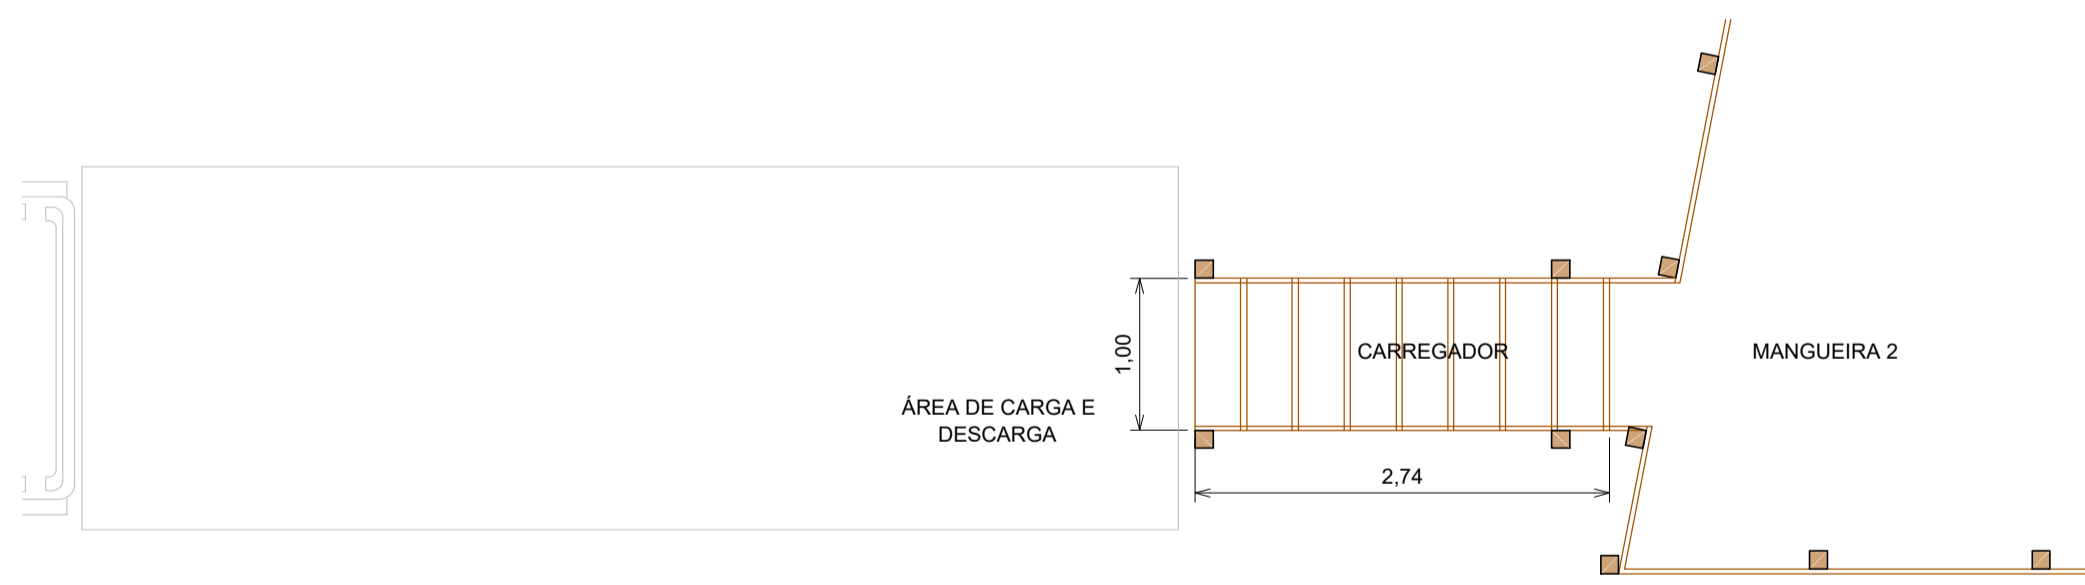 1,00
CARREGADOR
MANGUEIRA 2
ÁREA DE CARGA E
DESCARGA
2,74